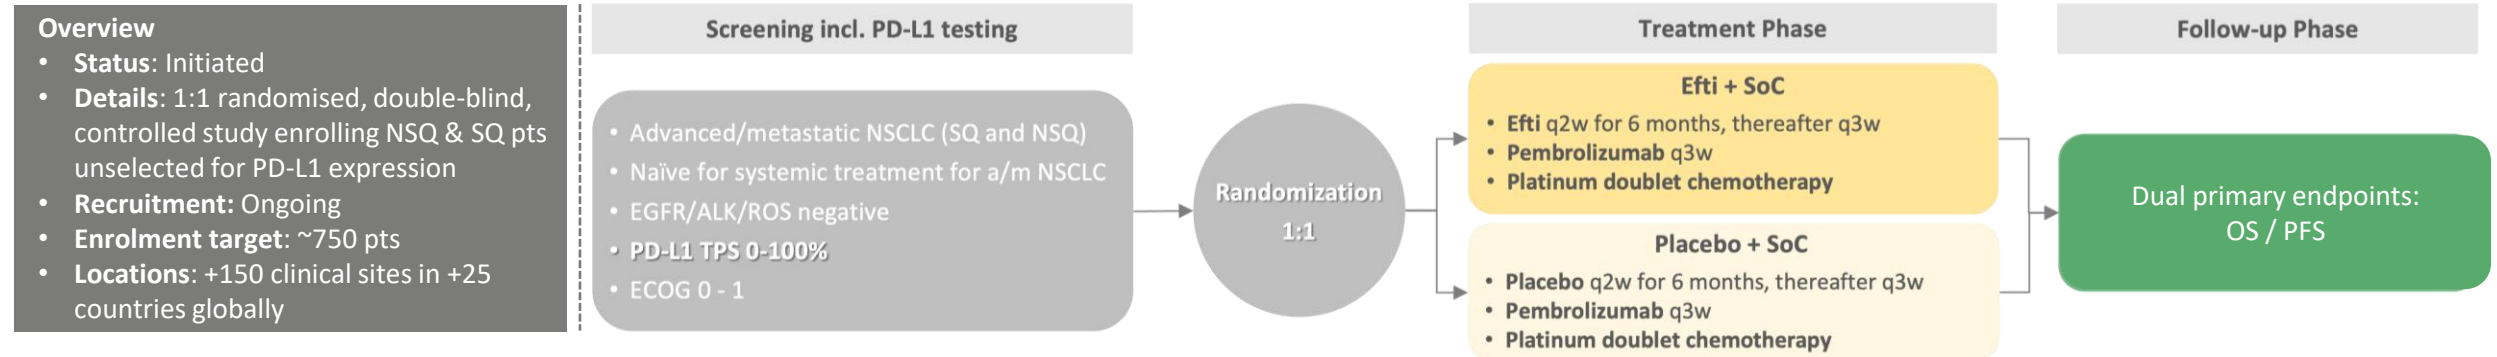 Overview
• Status: Initiated
• Details: 1:1 randomised, double-blind,
controlled study enrolling NSQ & SQ pts
unselected for PD-L1 expression
• Recruitment: Ongoing
• Enrolment target: ~750 pts
• Locations: +150 clinical sites in +25
countries globally
Screening incl. PD-L1 testing
• Advanced/metastatic NSCLC (SQ and NSQ)
• Naïve for systemic treatment for a/m NSCLC
• EGFR/ALK/ROS negative
• PD-L1 TPS 0-100%
• ECOG 0 - 1
Randomization
1:1
Treatment Phase
Efti + SoC
• Efti q2w for 6 months, thereafter q3w
• Pembrolizumab q3w
• Platinum doublet chemotherapy
Placebo + SoC
• Placebo q2w for 6 months, thereafter q3w
• Pembrolizumab q3w
• Platinum doublet chemotherapy
Follow-up Phase
Dual primary endpoints:
OS / PFS